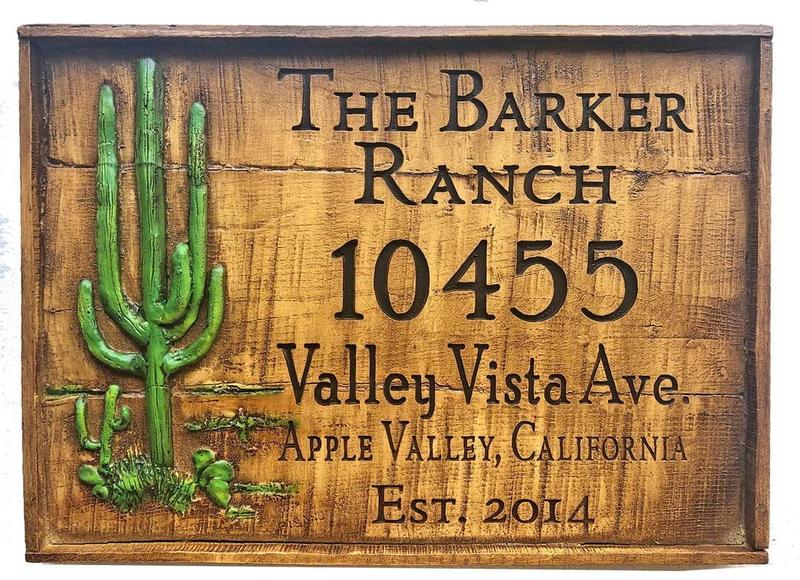 The Barker
Ranch
10455
Valley Vista Ave.
Apple Valley, California
Est. 2014